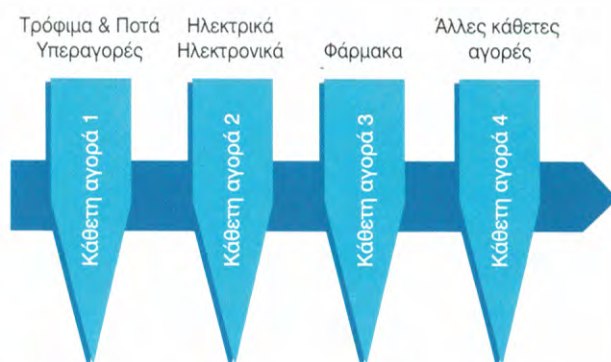 Τρόφιμα & Ποτά
Υπεραγορές
Ηλεκτρικά
Ηλεκτρονικά
Φάρμακα
Άλλες κάθετες
αγορές
Κάθετη αγορά 1
Κάθετη αγορά 2
Κάθετη αγορά 3
Κάθετη αγορά 4